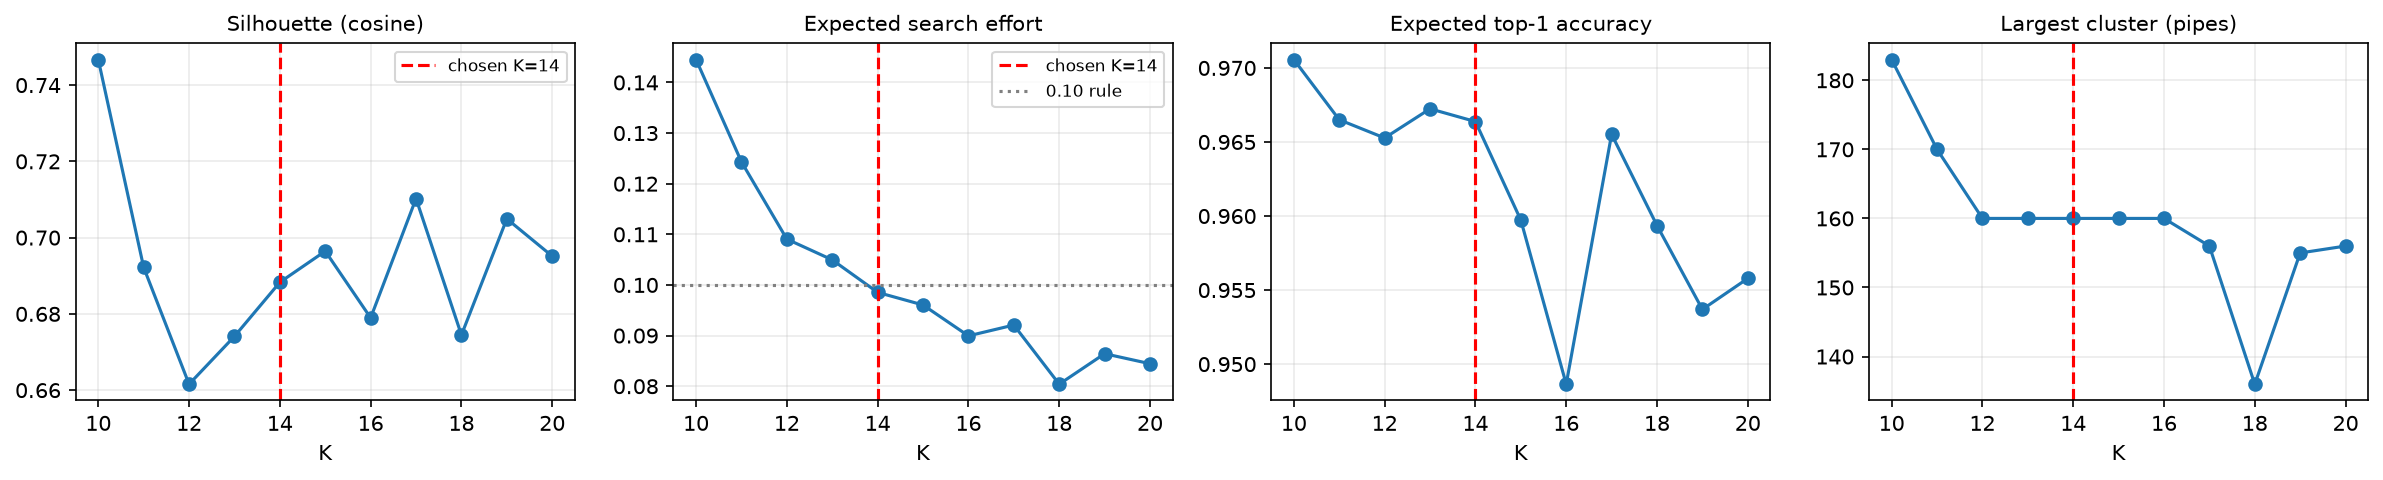 Silhouette (cosine)
chosen K=14
0.74
0.72
0.70
0.68
0.66
10 12 14 16 18 20
K
Expected search effort
chosen K=14
0.10 rule
0.14
0.13
0.12
0.11
0.10
0.09
0.08
10 12 14 16 18 20
K
Expected top-1 accuracy
0.970
0.965
0.960
0.955
0.950
10 12 14 16 18 20
K
Largest cluster (pipes)
180
170
160
150
140
10 12 14 16 18 20
K